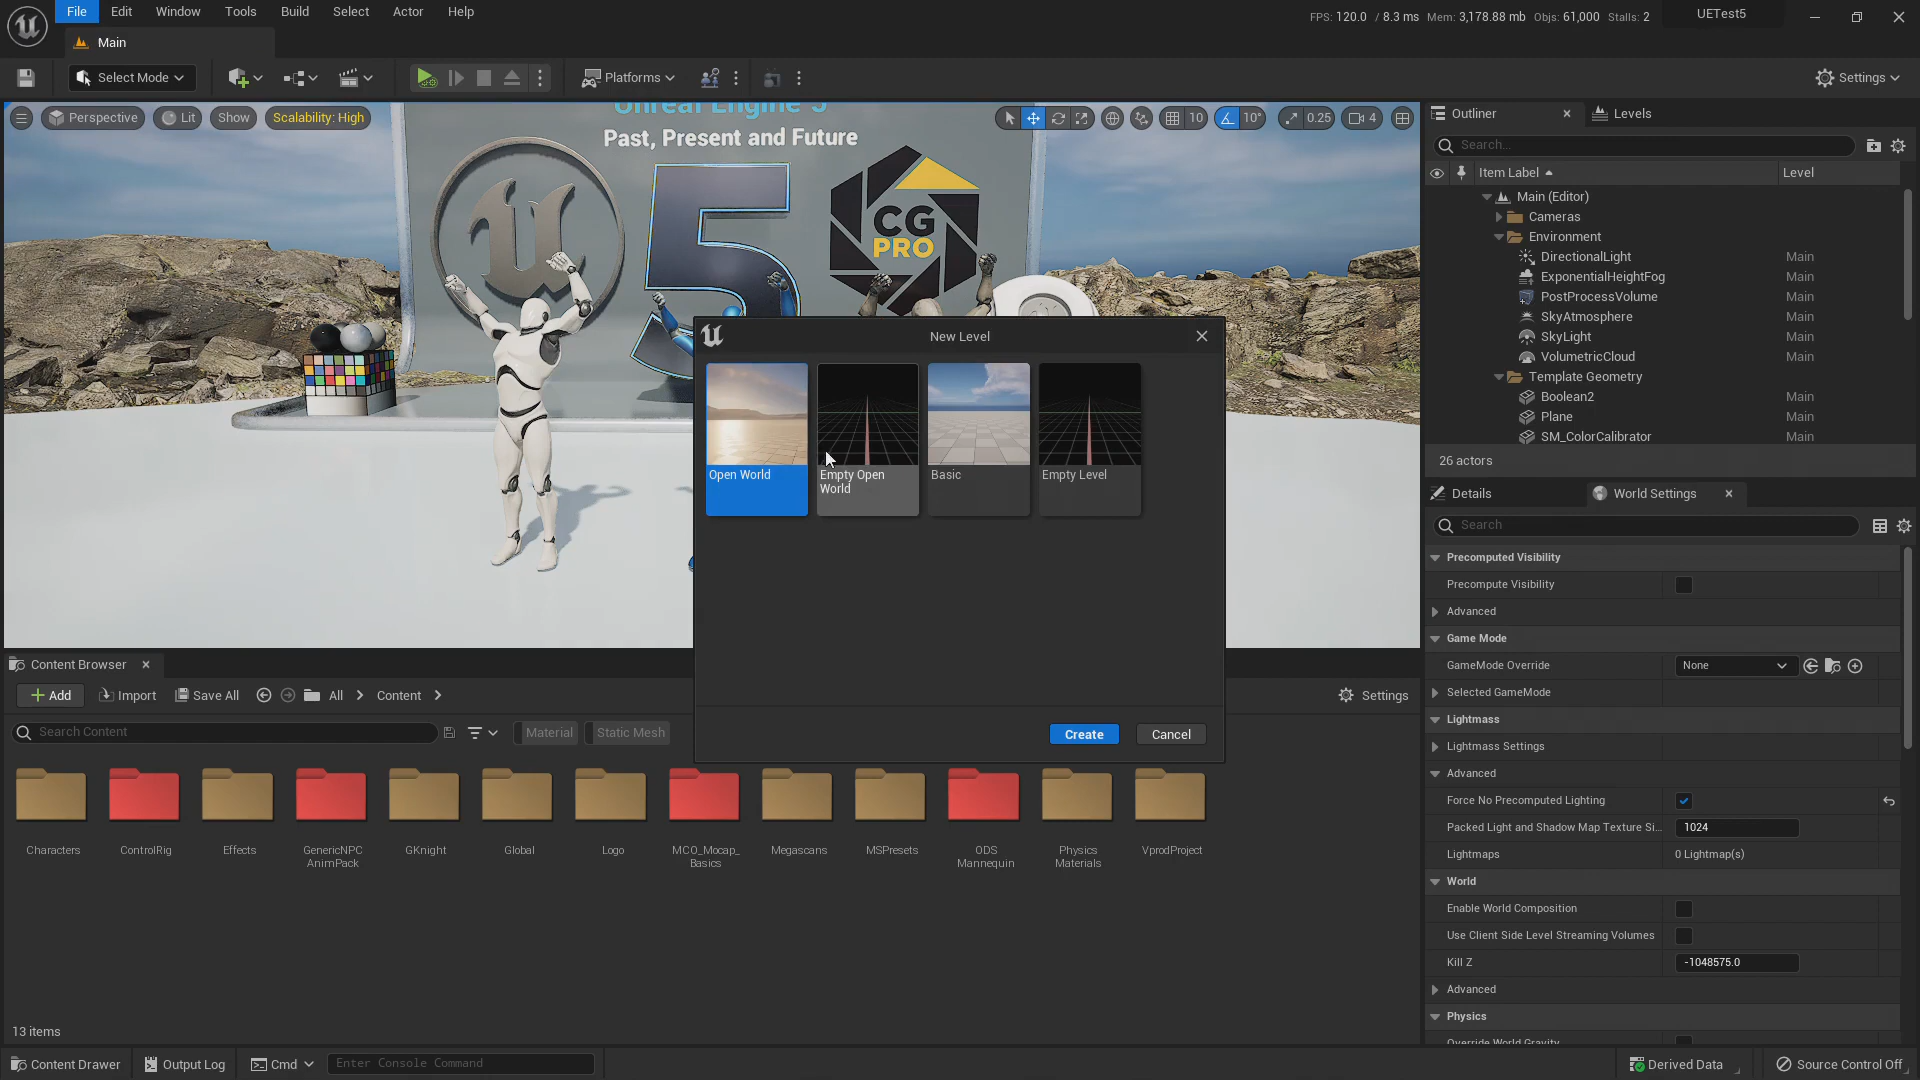 File Edit Window Tools Build Select Actor Help
FPS: 120.0 / 8.3 ms Mem: 3,178.88 mb Objs: 61,000 Stalls: 2
UETest5
Main
Select Mode
Platforms
Settings
Perspective Lit Show Scalability: High
10 10° 0.25 4
Unreal Engine 5
Past, Present and Future
5
CG
PRO
Outliner
Levels
Search...
Item Label Level
Main (Editor)
Cameras
Environment
DirectionalLight Main
ExponentialHeightFog Main
PostProcessVolume Main
SkyAtmosphere Main
SkyLight Main
VolumetricCloud Main
Template Geometry
Boolean2 Main
Plane Main
SM_ColorCalibrator Main
26 actors
New Level
Open World
Empty Open
World
Basic
Empty Level
Create
Cancel
Details
World Settings
Search
Precomputed Visibility
Precompute Visibility
Advanced
Game Mode
GameMode Override None
Selected GameMode
Lightmass
Lightmass Settings
Advanced
Force No Precomputed Lighting
Packed Light and Shadow Map Texture Si... 1024
Lightmaps 0 Lightmap(s)
World
Enable World Composition
Use Client Side Level Streaming Volumes
Kill Z -1048575.0
Advanced
Physics
Override World Gravity
Content Browser
Add Import Save All All Content
Settings
Search Content
Material Static Mesh
Characters
ControlRig
Effects
GenericNPC
AnimPack
GKnight
Global
Logo
MCO_Mocap_
Basics
Megascans
MSPresets
ODS
Mannequin
Physics
Materials
VprodProject
13 items
Content Drawer
Output Log
Cmd
Enter Console Command
Derived Data
Source Control Off